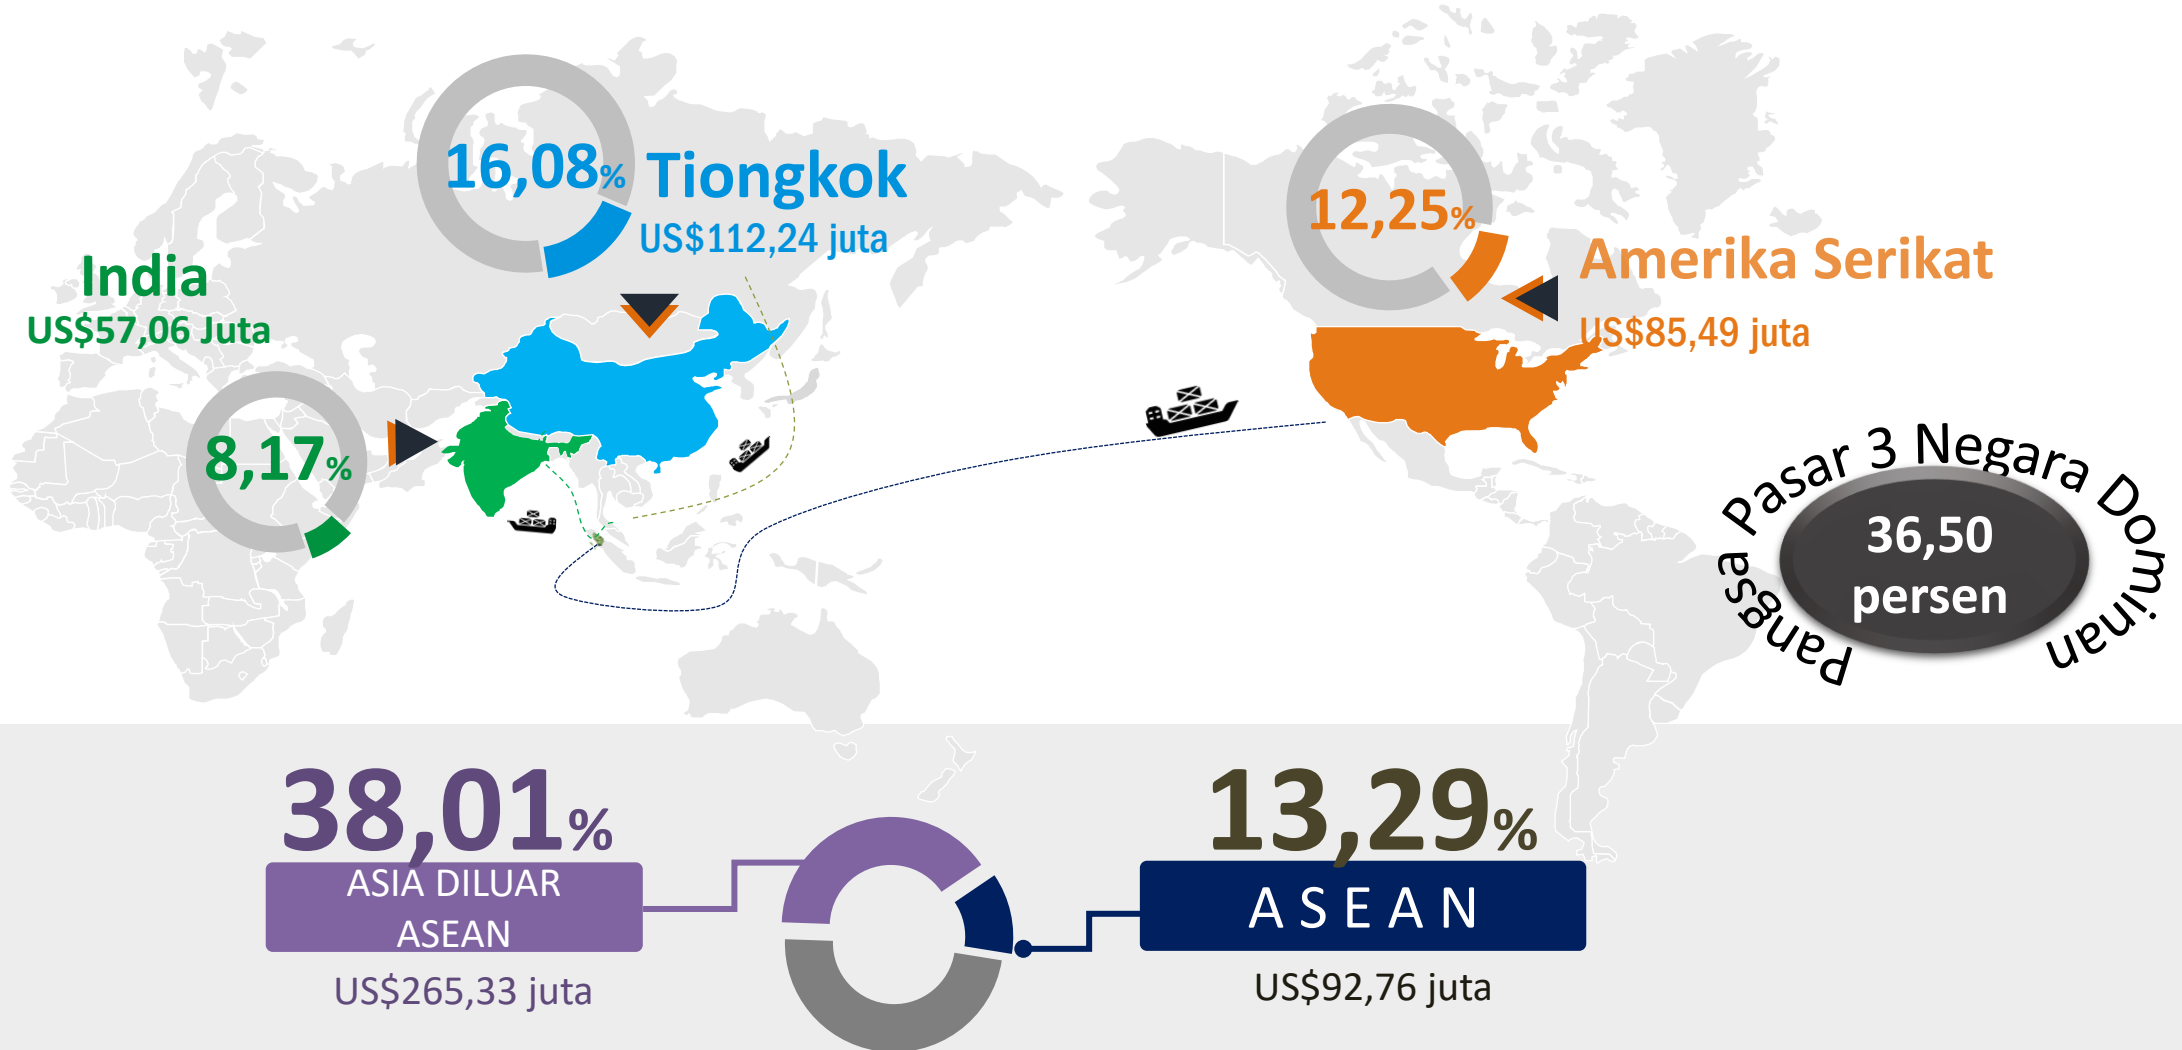 16,08%
Tiongkok
US$112,24 juta
India
US$57,06 Juta
8,17%
12,25%
Amerika Serikat
US$85,49 juta
Pangsa Pasar 3 Negara Dominan
36,50
persen
38,01%
ASIA DILUAR
ASEAN
US$265,33 juta
13,29%
ASEAN
US$92,76 juta